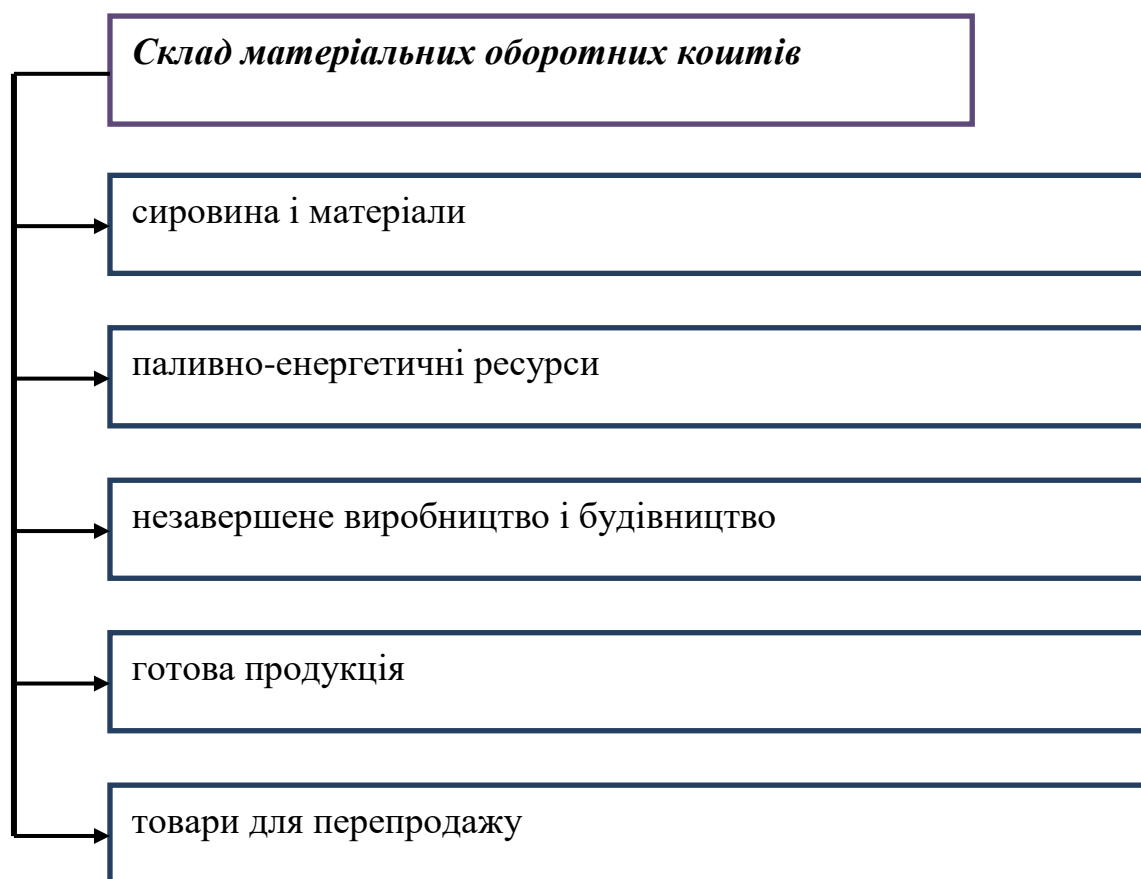 Склад матеріальних оборотних коштів
сировина і матеріали
паливно-енергетичні ресурси
незавершене виробництво і будівництво
готова продукція
товари для перепродажу